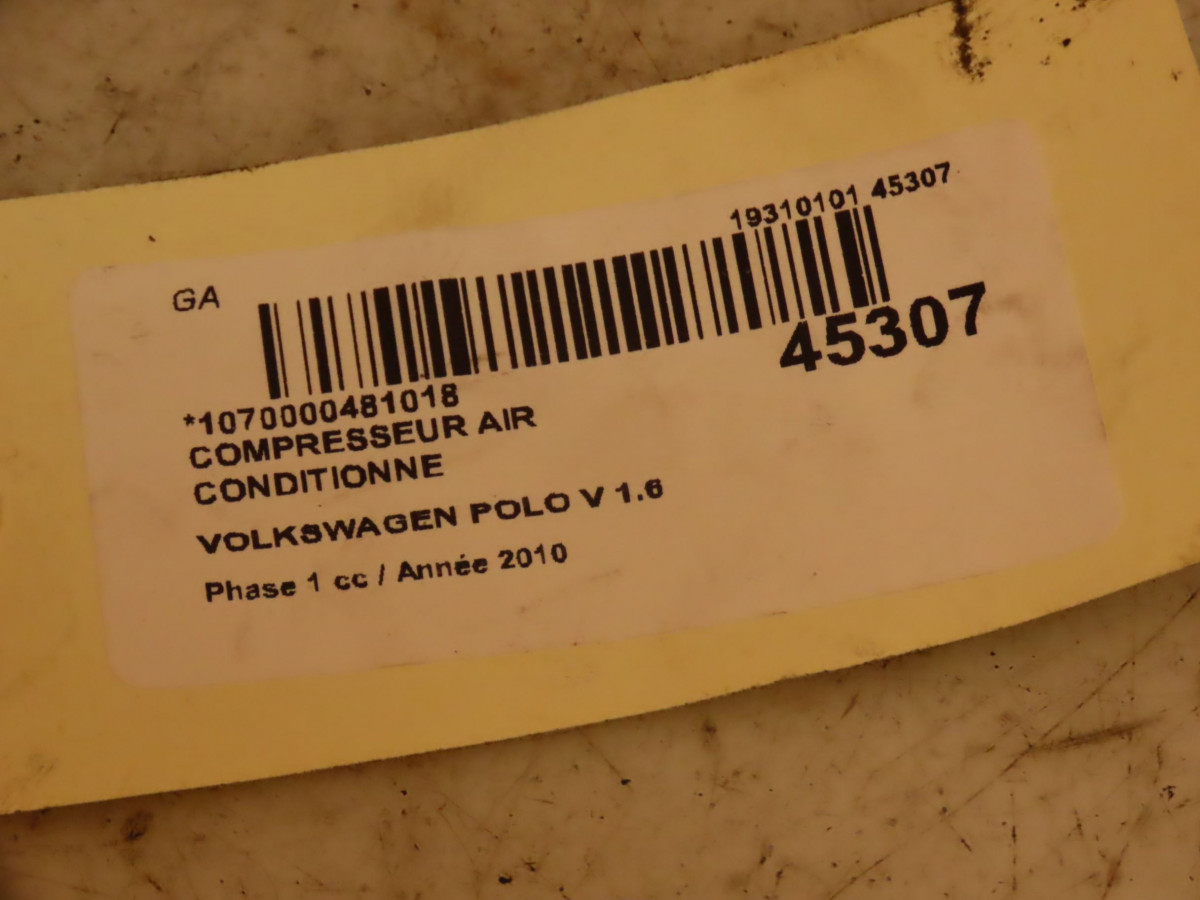 19310101 45307
GA
45307
*1070000481018
COMPRESSEUR AIR
CONDITIONNE
VOLKSWAGEN POLO V 1.6
Phase 1 cc / Année 2010